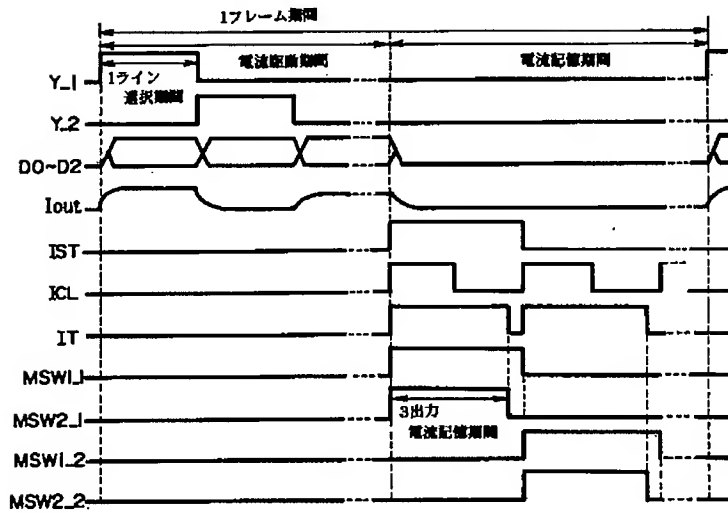 1フレーム期間
電流駆動期間
電流記憶期間
Y_1
1ライン
選択期間
Y_2
D0~D2
Iout
IST
ICL
IT
MSW1_1
MSW2_1
3出力
電流記憶期間
MSW1_2
MSW2_2